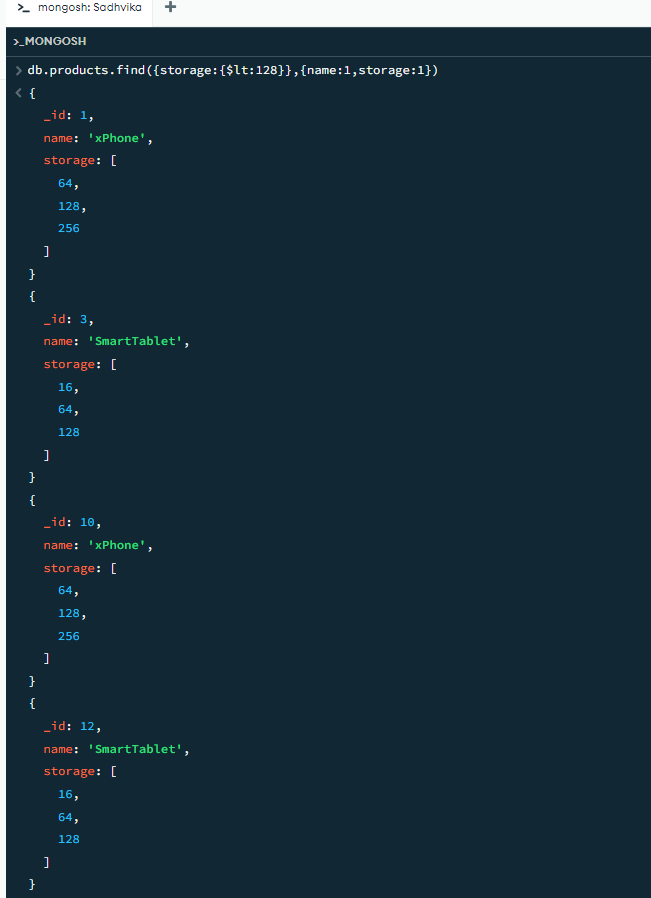 >_ mongosh: Sadhvika +
>_MONGOSH
> db.products.find({storage:{$lt:128}},{name:1,storage:1})
< {
_id: 1,
name: 'xPhone',
storage: [
64,
128,
256
]
}
{
_id: 3,
name: 'SmartTablet',
storage: [
16,
64,
128
]
}
{
_id: 10,
name: 'xPhone',
storage: [
64,
128,
256
]
}
{
_id: 12,
name: 'SmartTablet',
storage: [
16,
64,
128
]
}